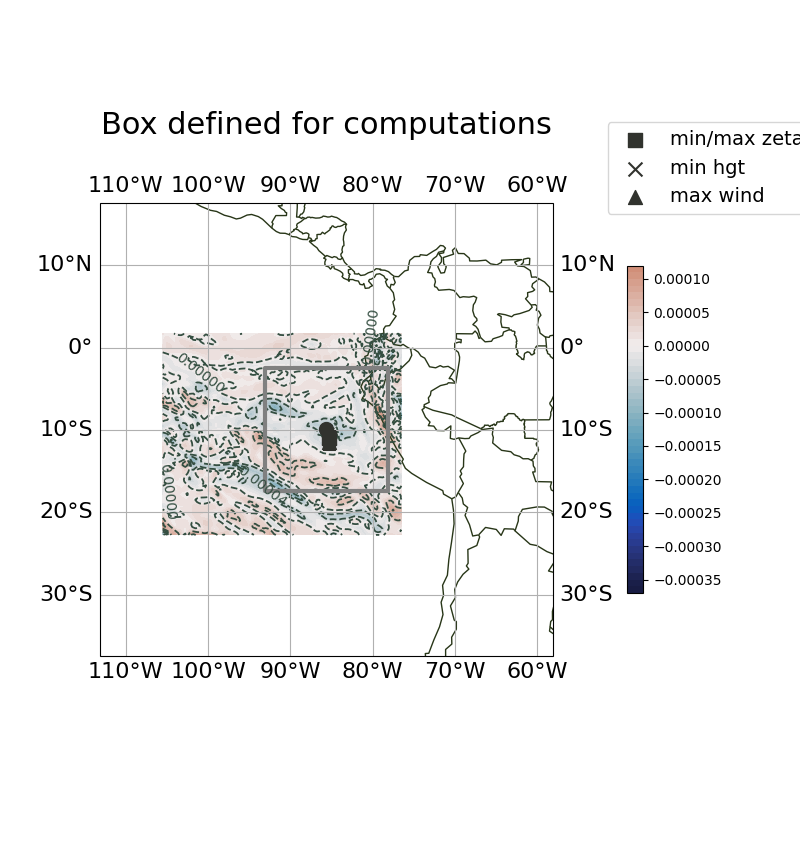 Box defined for computations
min/max zeta
min hgt
max wind
110°W 100°W 90°W 80°W 70°W 60°W
10°N 10°N
0° 0°
10°S 10°S
20°S 20°S
30°S 30°S
110°W 100°W 90°W 80°W 70°W 60°W
0.00010
0.00005
0.00000
−0.00005
−0.00010
−0.00015
−0.00020
−0.00025
−0.00030
−0.00035
0.00000